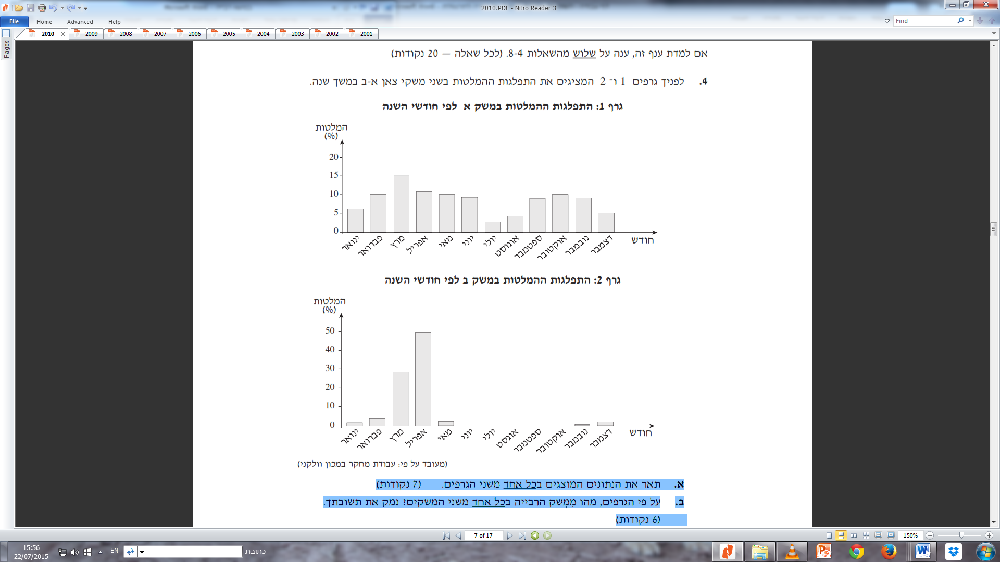 2010.PDF - Nitro Reader 3
File Home Advanced Help
Find
2010 2009 2008 2007 2006 2005 2004 2003 2002 2001
Pages
אם למדת ענף זה, ענה על שלוש מהשאלות 8-4. (לכל שאלה — 20 נקודות)
4. לפניך גרפים 1 ו־ 2 המציגים את התפלגות ההמלטות בשני משקי צאן א-ב במשך שנה.
גרף 1: התפלגות ההמלטות במשק א לפי חודשי השנה
המלטות
(%)
20
15
10
5
0
ינואר פברואר מרץ אפריל מאי יוני יולי אוגוסט ספטמבר אוקטובר נובמבר דצמבר חודש
גרף 2: התפלגות ההמלטות במשק ב לפי חודשי השנה
המלטות
(%)
50
40
30
20
10
0
ינואר פברואר מרץ אפריל מאי יוני יולי אוגסט ספטמבר אוקטובר נובמבר דצמבר חודש
(מעובד על פי: עבודת מחקר במכון וולקני)
א. תאר את הנתונים המוצגים בכל אחד משני הגרפים. (7 נקודות)
ב. על פי הגרפים, מהו מִמְשק הרבייה בכל אחד משני המשקים? נמק את תשובתך.
(6 נקודות)
7 of 17
150%
15:56
22/07/2015
EN
כתובת